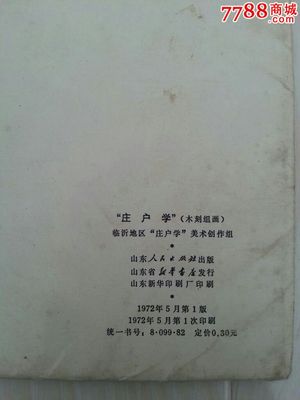 7788商城
“庄户学”(木刻组画)
临沂地区“庄户学”美术创作组
山东人民出版社出版
山东省新华书店发行
山东新华印刷厂印刷
1972年5月第1版
1972年5月第1次印刷
统一书号：8·099·82 定价0.30元